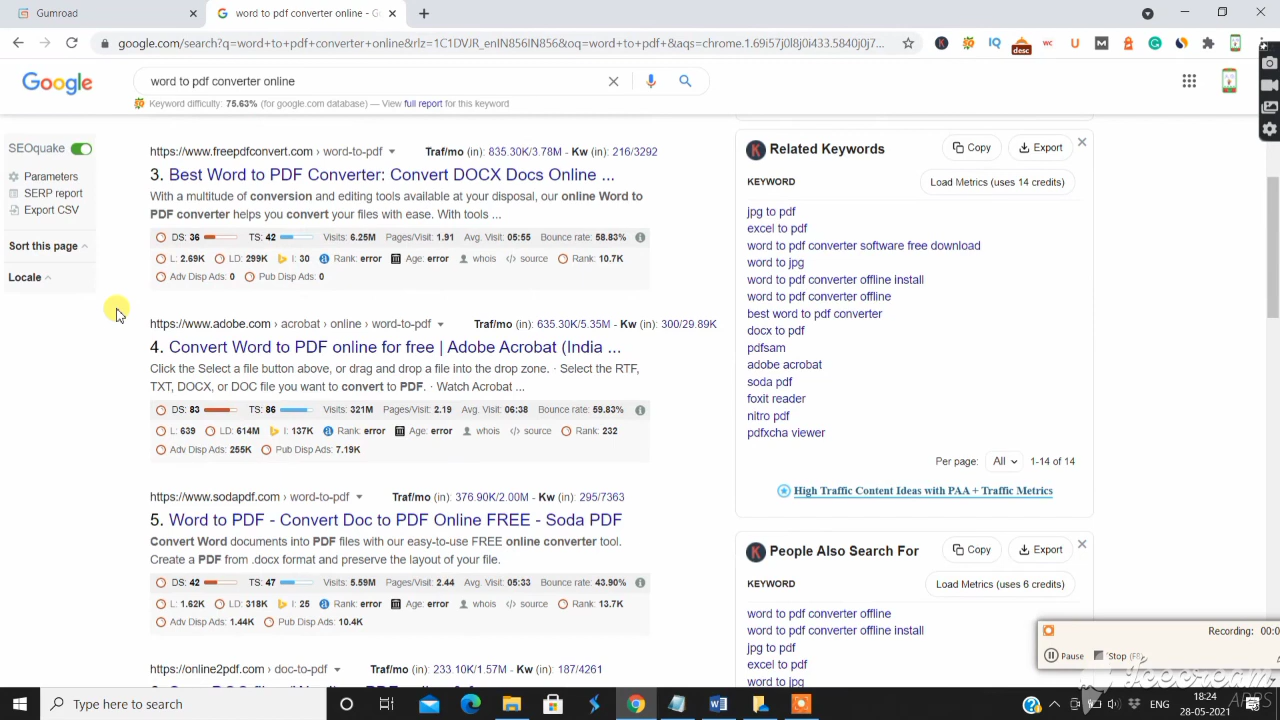 Gumroad
word to pdf converter online - G
google.com/search?q=word+to+pdf+converter+online&rlz=1C1DVJR_enIN856IN856&oq=word+to+pdf+&aqs=chrome.1.69i57j0l8j0i433.5840j0j7...
desc
Google
word to pdf converter online
Keyword difficulty: 75.63% (for google.com database) — View full report for this keyword
SEOquake
Parameters
SERP report
Export CSV
Sort this page
Locale
https://www.freepdfconvert.com › word-to-pdf Traf/mo (in): 835.30K/3.78M - Kw (in): 216/3292
3. Best Word to PDF Converter: Convert DOCX Docs Online ...
With a multitude of conversion and editing tools available at your disposal, our online Word to
PDF converter helps you convert your files with ease. With tools ...
DS: 36 TS: 42 Visits: 6.25M Pages/Visit: 1.91 Avg. Visit: 05:55 Bounce rate: 58.83%
L: 2.69K LD: 299K I: 30 Rank: error Age: error whois source Rank: 10.7K
Adv Disp Ads: 0 Pub Disp Ads: 0
https://www.adobe.com › acrobat › online › word-to-pdf Traf/mo (in): 635.30K/5.35M - Kw (in): 300/29.89K
4. Convert Word to PDF online for free | Adobe Acrobat (India ...
Click the Select a file button above, or drag and drop a file into the drop zone. · Select the RTF,
TXT, DOCX, or DOC file you want to convert to PDF. · Watch Acrobat ...
DS: 83 TS: 86 Visits: 321M Pages/Visit: 2.19 Avg. Visit: 06:38 Bounce rate: 59.83%
L: 639 LD: 614M I: 137K Rank: error Age: error whois source Rank: 232
Adv Disp Ads: 255K Pub Disp Ads: 7.19K
https://www.sodapdf.com › word-to-pdf Traf/mo (in): 376.90K/2.00M - Kw (in): 295/7363
5. Word to PDF - Convert Doc to PDF Online FREE - Soda PDF
Convert Word documents into PDF files with our easy-to-use FREE online converter tool.
Create a PDF from .docx format and preserve the layout of your file.
DS: 42 TS: 47 Visits: 5.59M Pages/Visit: 2.44 Avg. Visit: 05:33 Bounce rate: 43.90%
L: 1.62K LD: 318K I: 25 Rank: error Age: error whois source Rank: 13.7K
Adv Disp Ads: 1.44K Pub Disp Ads: 10.4K
https://online2pdf.com › doc-to-pdf Traf/mo (in): 233.10K/1.57M - Kw (in): 187/4261
Related Keywords
Copy
Export
KEYWORD
Load Metrics (uses 14 credits)
jpg to pdf
excel to pdf
word to pdf converter software free download
word to jpg
word to pdf converter offline install
word to pdf converter offline
best word to pdf converter
docx to pdf
pdfsam
adobe acrobat
soda pdf
foxit reader
nitro pdf
pdfxcha viewer
Per page: All 1-14 of 14
High Traffic Content Ideas with PAA + Traffic Metrics
People Also Search For
Copy
Export
KEYWORD
Load Metrics (uses 6 credits)
word to pdf converter offline
word to pdf converter offline install
jpg to pdf
excel to pdf
word to jpg
Recording: 00:0
Pause
Stop (F8)
Icecream
APPS
Type here to search
ENG
18:24
28-05-2021